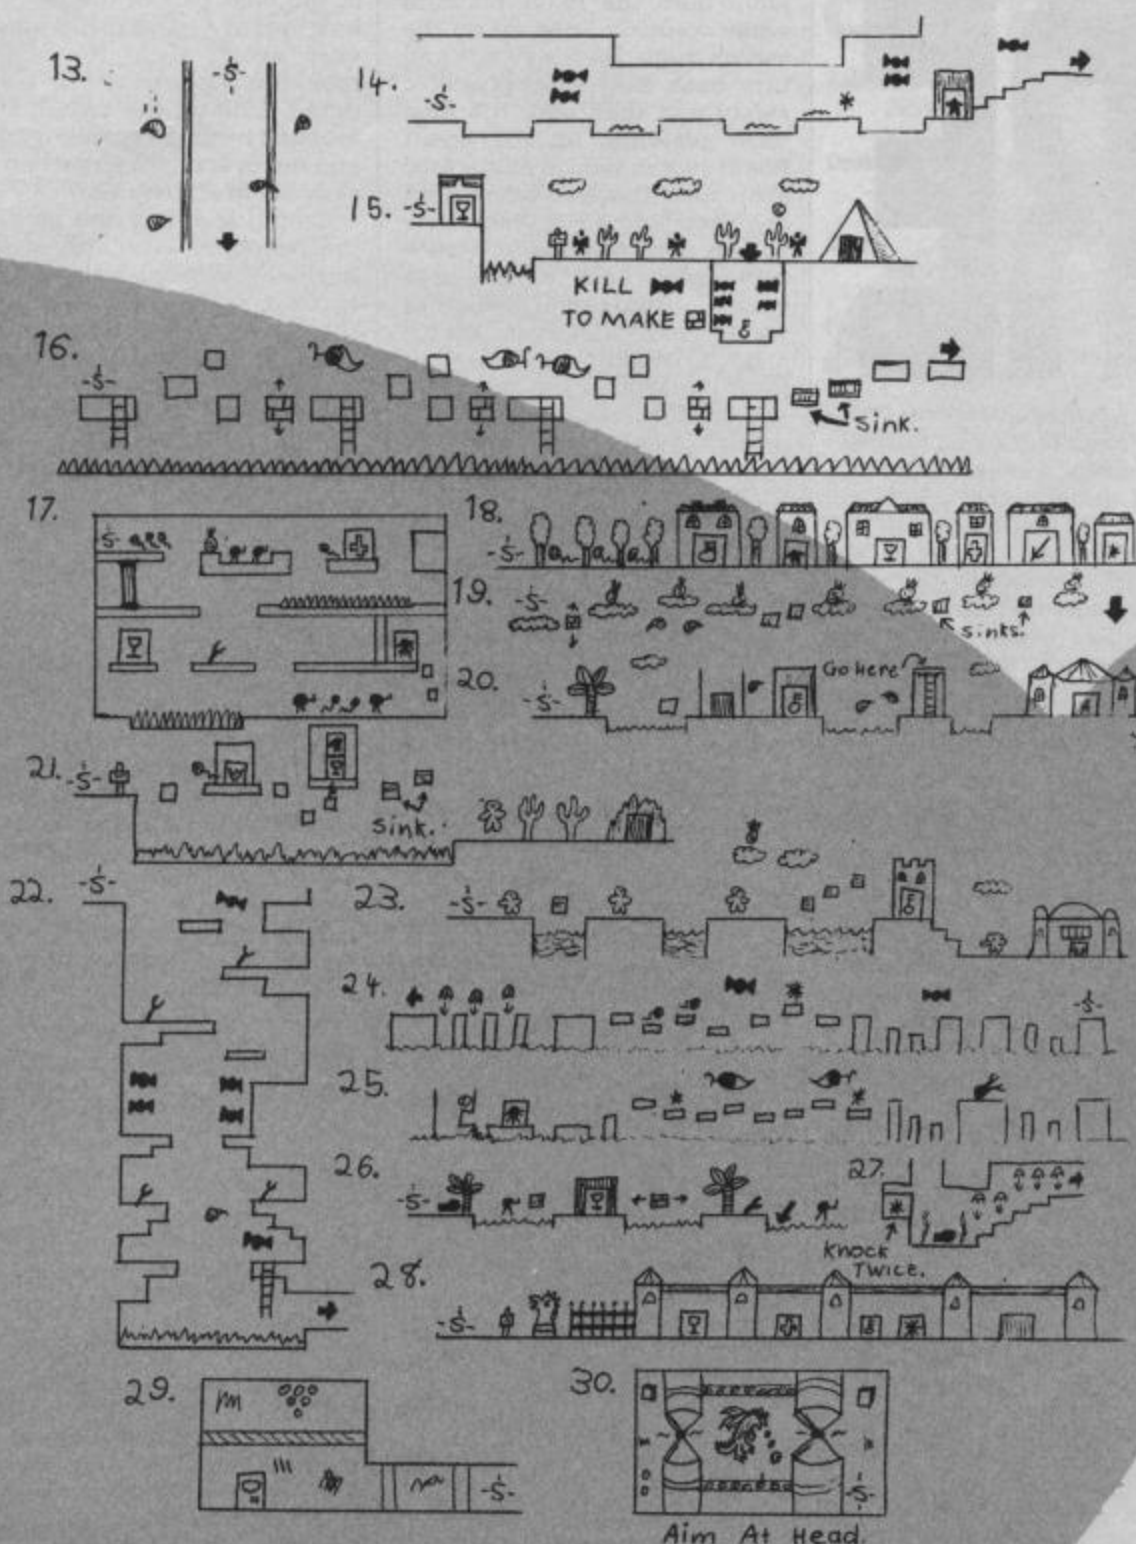 13.
-S-
14.
-S-
15. -S-
KILL
TO MAKE
16.
-S-
Sink.
17.
-S-
18.
-S-
19.
-S-
Sinks.
20.
-S-
Go Here
21. -S-
Sink.
22.
-S-
23.
-S-
24.
-S-
25.
26.
-S-
27.
Knock
TWICE.
28.
-S-
29.
-S-
30.
-S-
Aim At Head.